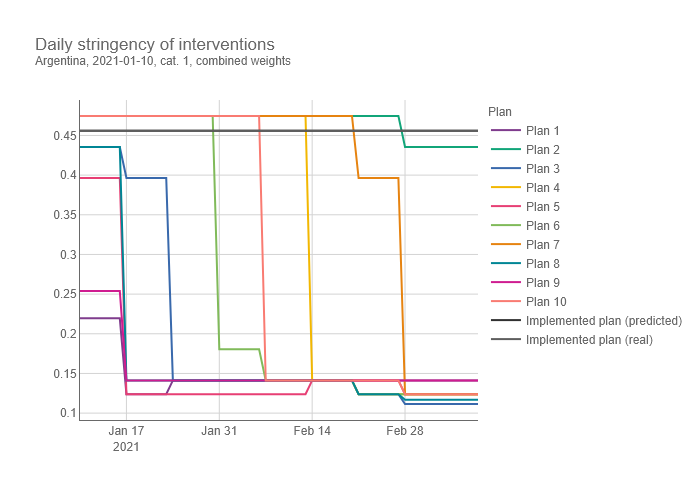 Daily stringency of interventions
Argentina, 2021-01-10, cat. 1, combined weights
Plan
Plan 1
Plan 2
Plan 3
Plan 4
Plan 5
Plan 6
Plan 7
Plan 8
Plan 9
Plan 10
Implemented plan (predicted)
Implemented plan (real)
0.45
0.4
0.35
0.3
0.25
0.2
0.15
0.1
Jan 17 Jan 31 Feb 14 Feb 28
2021